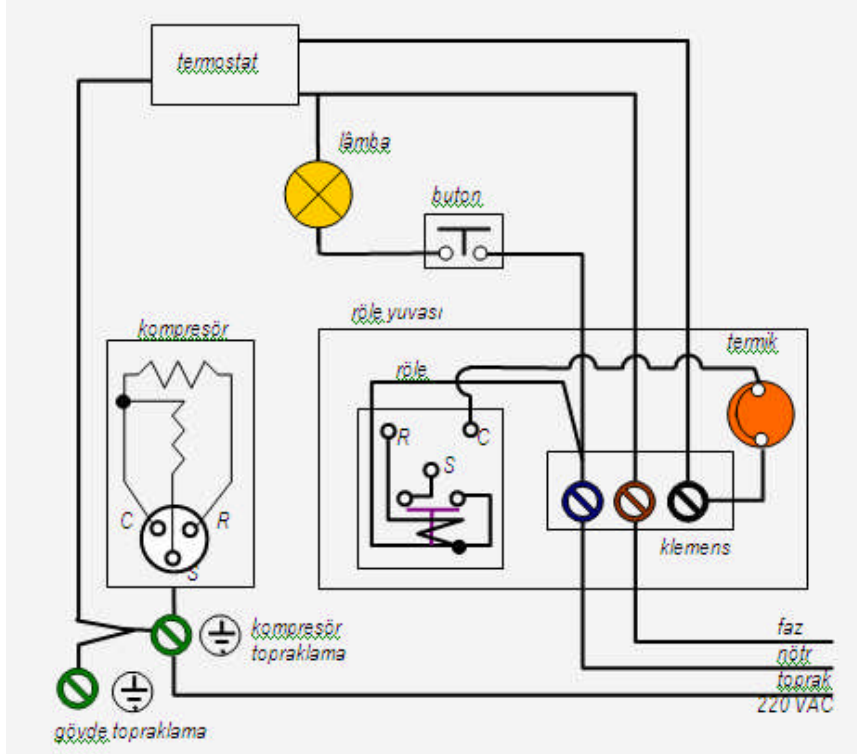 termostat
lâmba
buton
röle yuvası
kompresör
termik
röle
R
C
S
C
R
S
klemens
kompresör
topraklama
faz
nötr
toprak
220 VAC
gövde topraklama